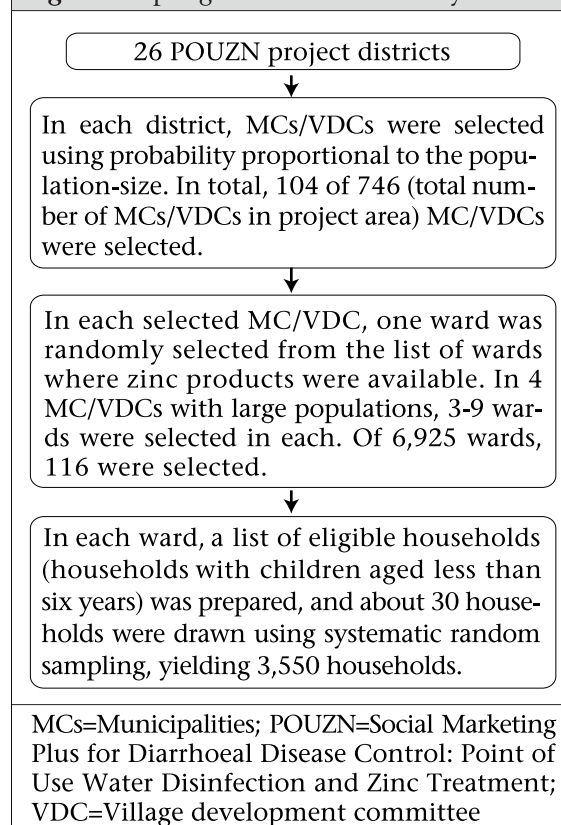 26 POUZN project districts
In each district, MCs/VDCs were selected
using probability proportional to the popu-
lation-size. In total, 104 of 746 (total num-
ber of MCs/VDCs in project area) MC/VDCs
were selected.
In each selected MC/VDC, one ward was
randomly selected from the list of wards
where zinc products were available. In 4
MC/VDCs with large populations, 3-9 war-
ds were selected in each. Of 6,925 wards,
116 were selected.
In each ward, a list of eligible households
(households with children aged less than
six years) was prepared, and about 30 house-
holds were drawn using systematic random
sampling, yielding 3,550 households.
MCs=Municipalities; POUZN=Social Marketing
Plus for Diarrhoeal Disease Control: Point of
Use Water Disinfection and Zinc Treatment;
VDC=Village development committee